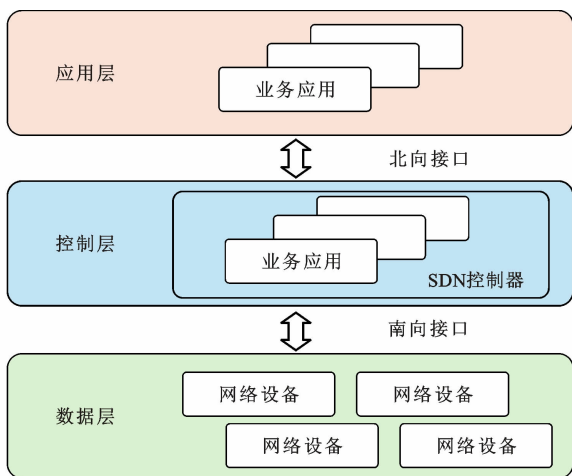 应用层
业务应用
北向接口
控制层
业务应用
SDN控制器
南向接口
网络设备 网络设备
数据层
网络设备 网络设备